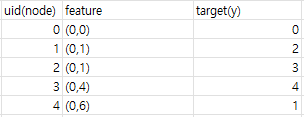 uid(node) feature target(y)
0 (0,0) 0
1 (0,1) 2
2 (0,1) 3
3 (0,4) 4
4 (0,6) 1